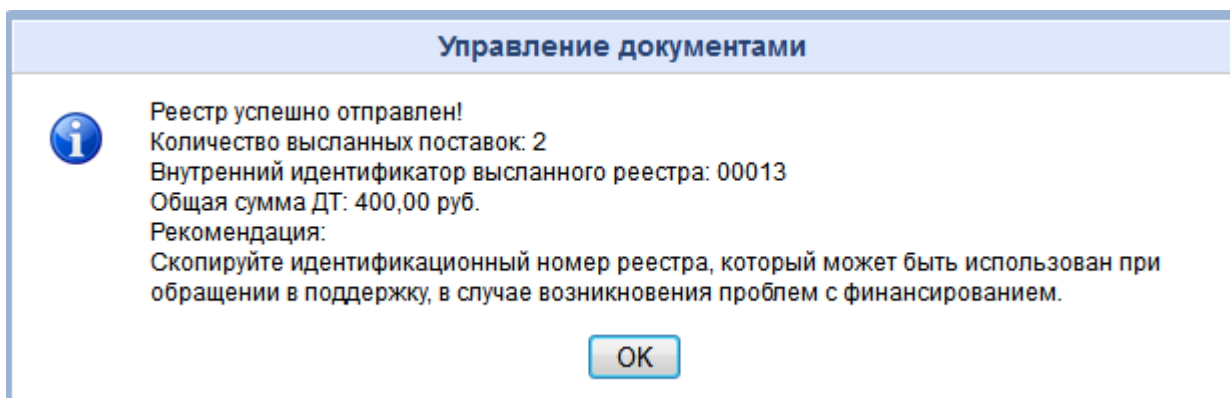 Управление документами
Реестр успешно отправлен!
Количество высланных поставок: 2
Внутренний идентификатор высланного реестра: 00013
Общая сумма ДТ: 400,00 руб.
Рекомендация:
Скопируйте идентификационный номер реестра, который может быть использован при
обращении в поддержку, в случае возникновения проблем с финансированием.
OK